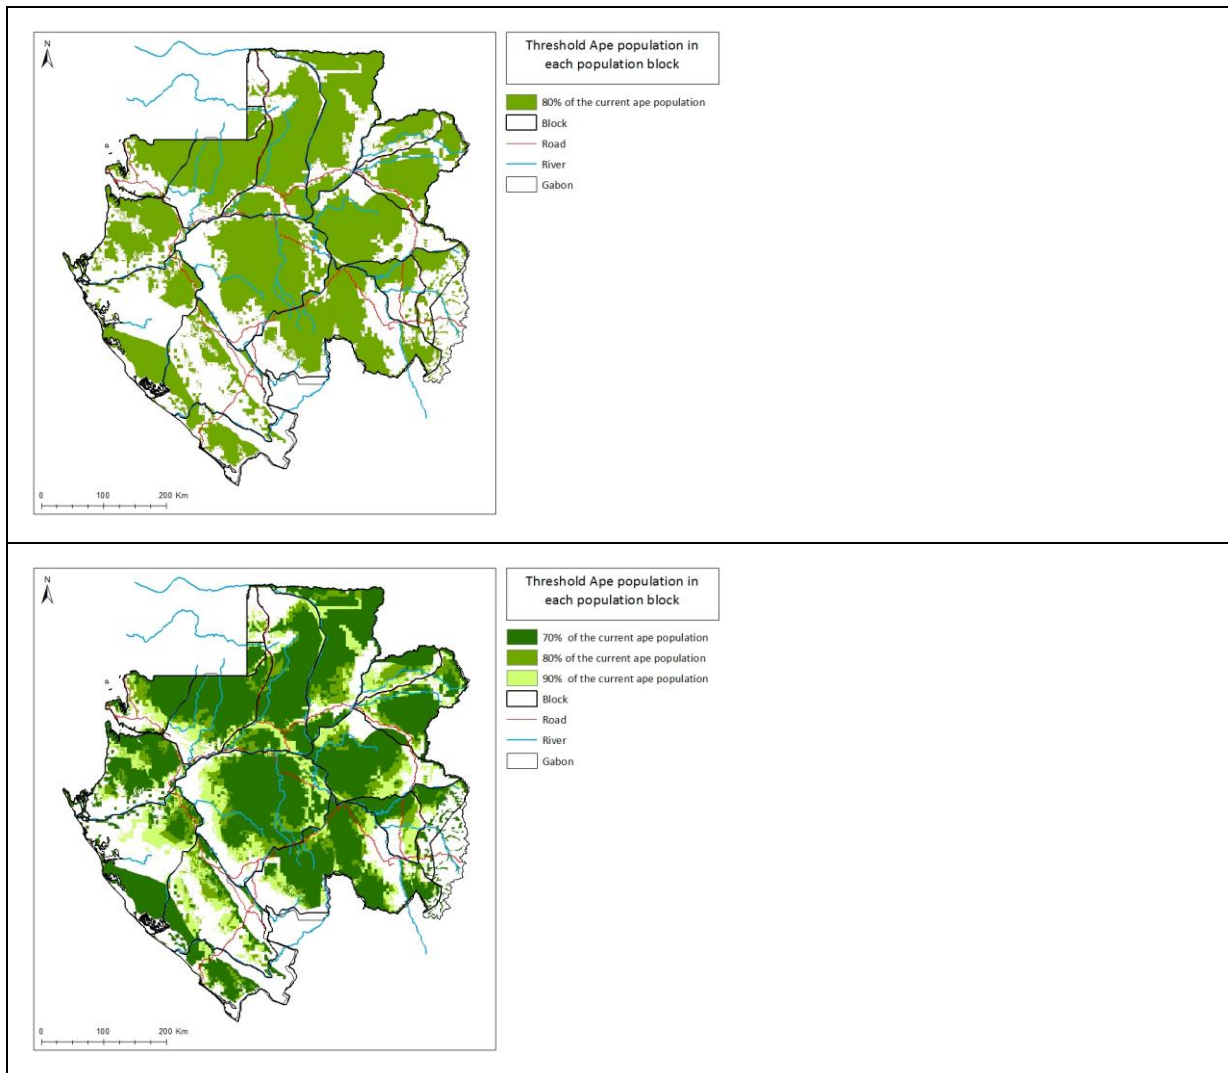 N
Threshold Ape population in
each population block
80% of the current ape population
Block
Road
River
Gabon
0 100 200 Km
N
Threshold Ape population in
each population block
70% of the current ape population
80% of the current ape population
90% of the current ape population
Block
Road
River
Gabon
0 100 200 Km